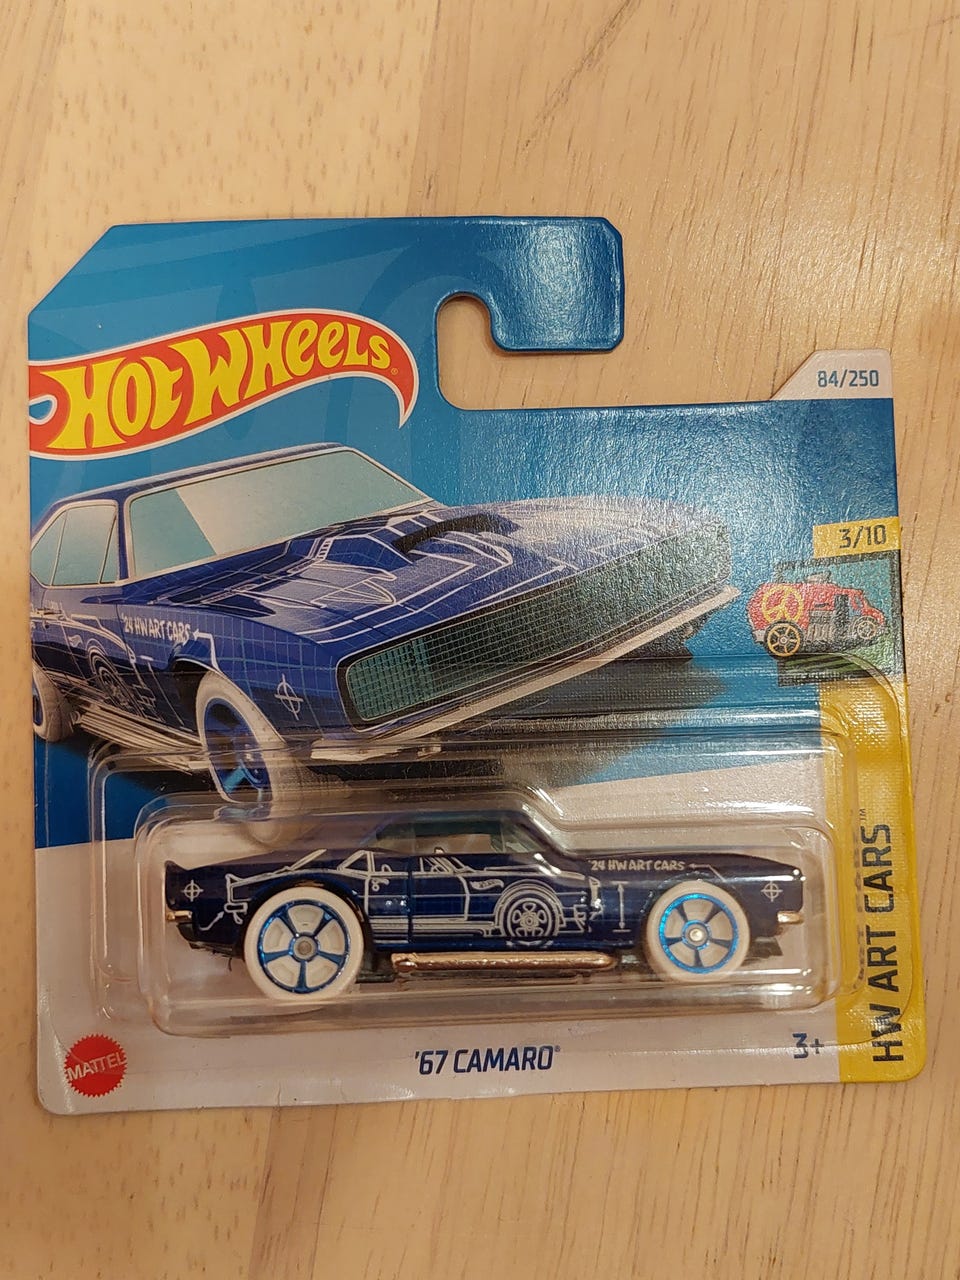 HOT WHEELS®
84/250
3/10
'24 HW ART CARS
'24 HW ART CARS
HW ART CARS™
MATTEL
'67 CAMARO®
3+